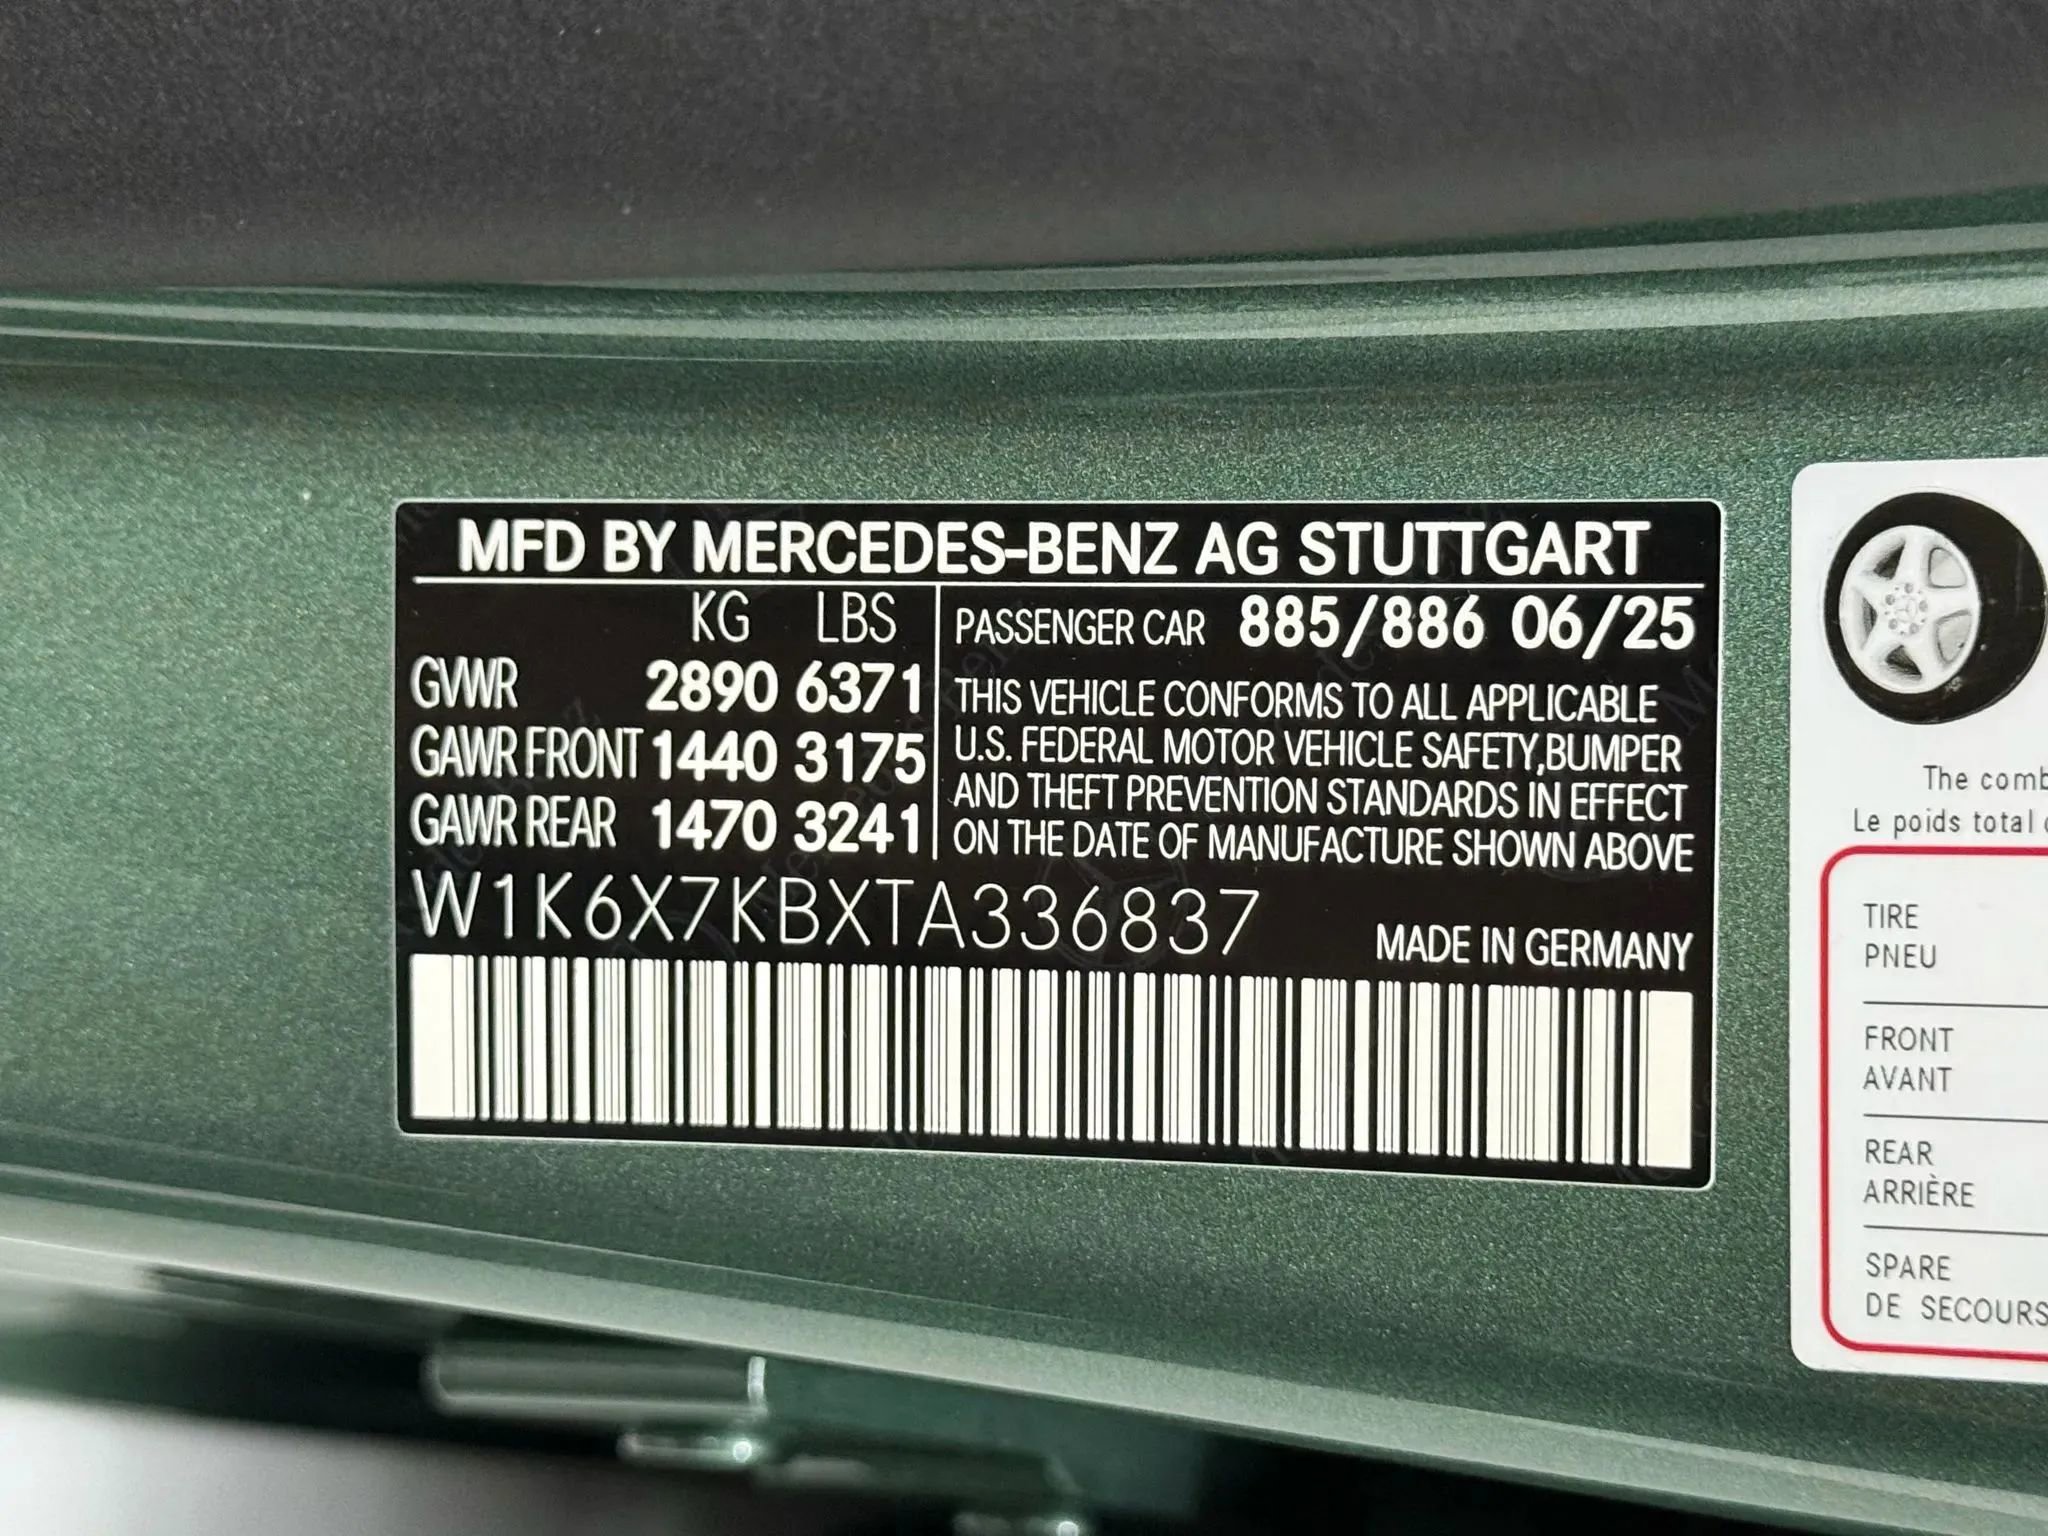 MFD BY MERCEDES-BENZ AG STUTTGART
KG LBS
GVWR 2890 6371
GAWR FRONT 1440 3175
GAWR REAR 1470 3241
PASSENGER CAR 885/886 06/25
THIS VEHICLE CONFORMS TO ALL APPLICABLE
U.S. FEDERAL MOTOR VEHICLE SAFETY,BUMPER
AND THEFT PREVENTION STANDARDS IN EFFECT
ON THE DATE OF MANUFACTURE SHOWN ABOVE
W1K6X7KBXTA336837
MADE IN GERMANY
The comb
Le poids total
TIRE
PNEU
FRONT
AVANT
REAR
ARRIÈRE
SPARE
DE SECOURS